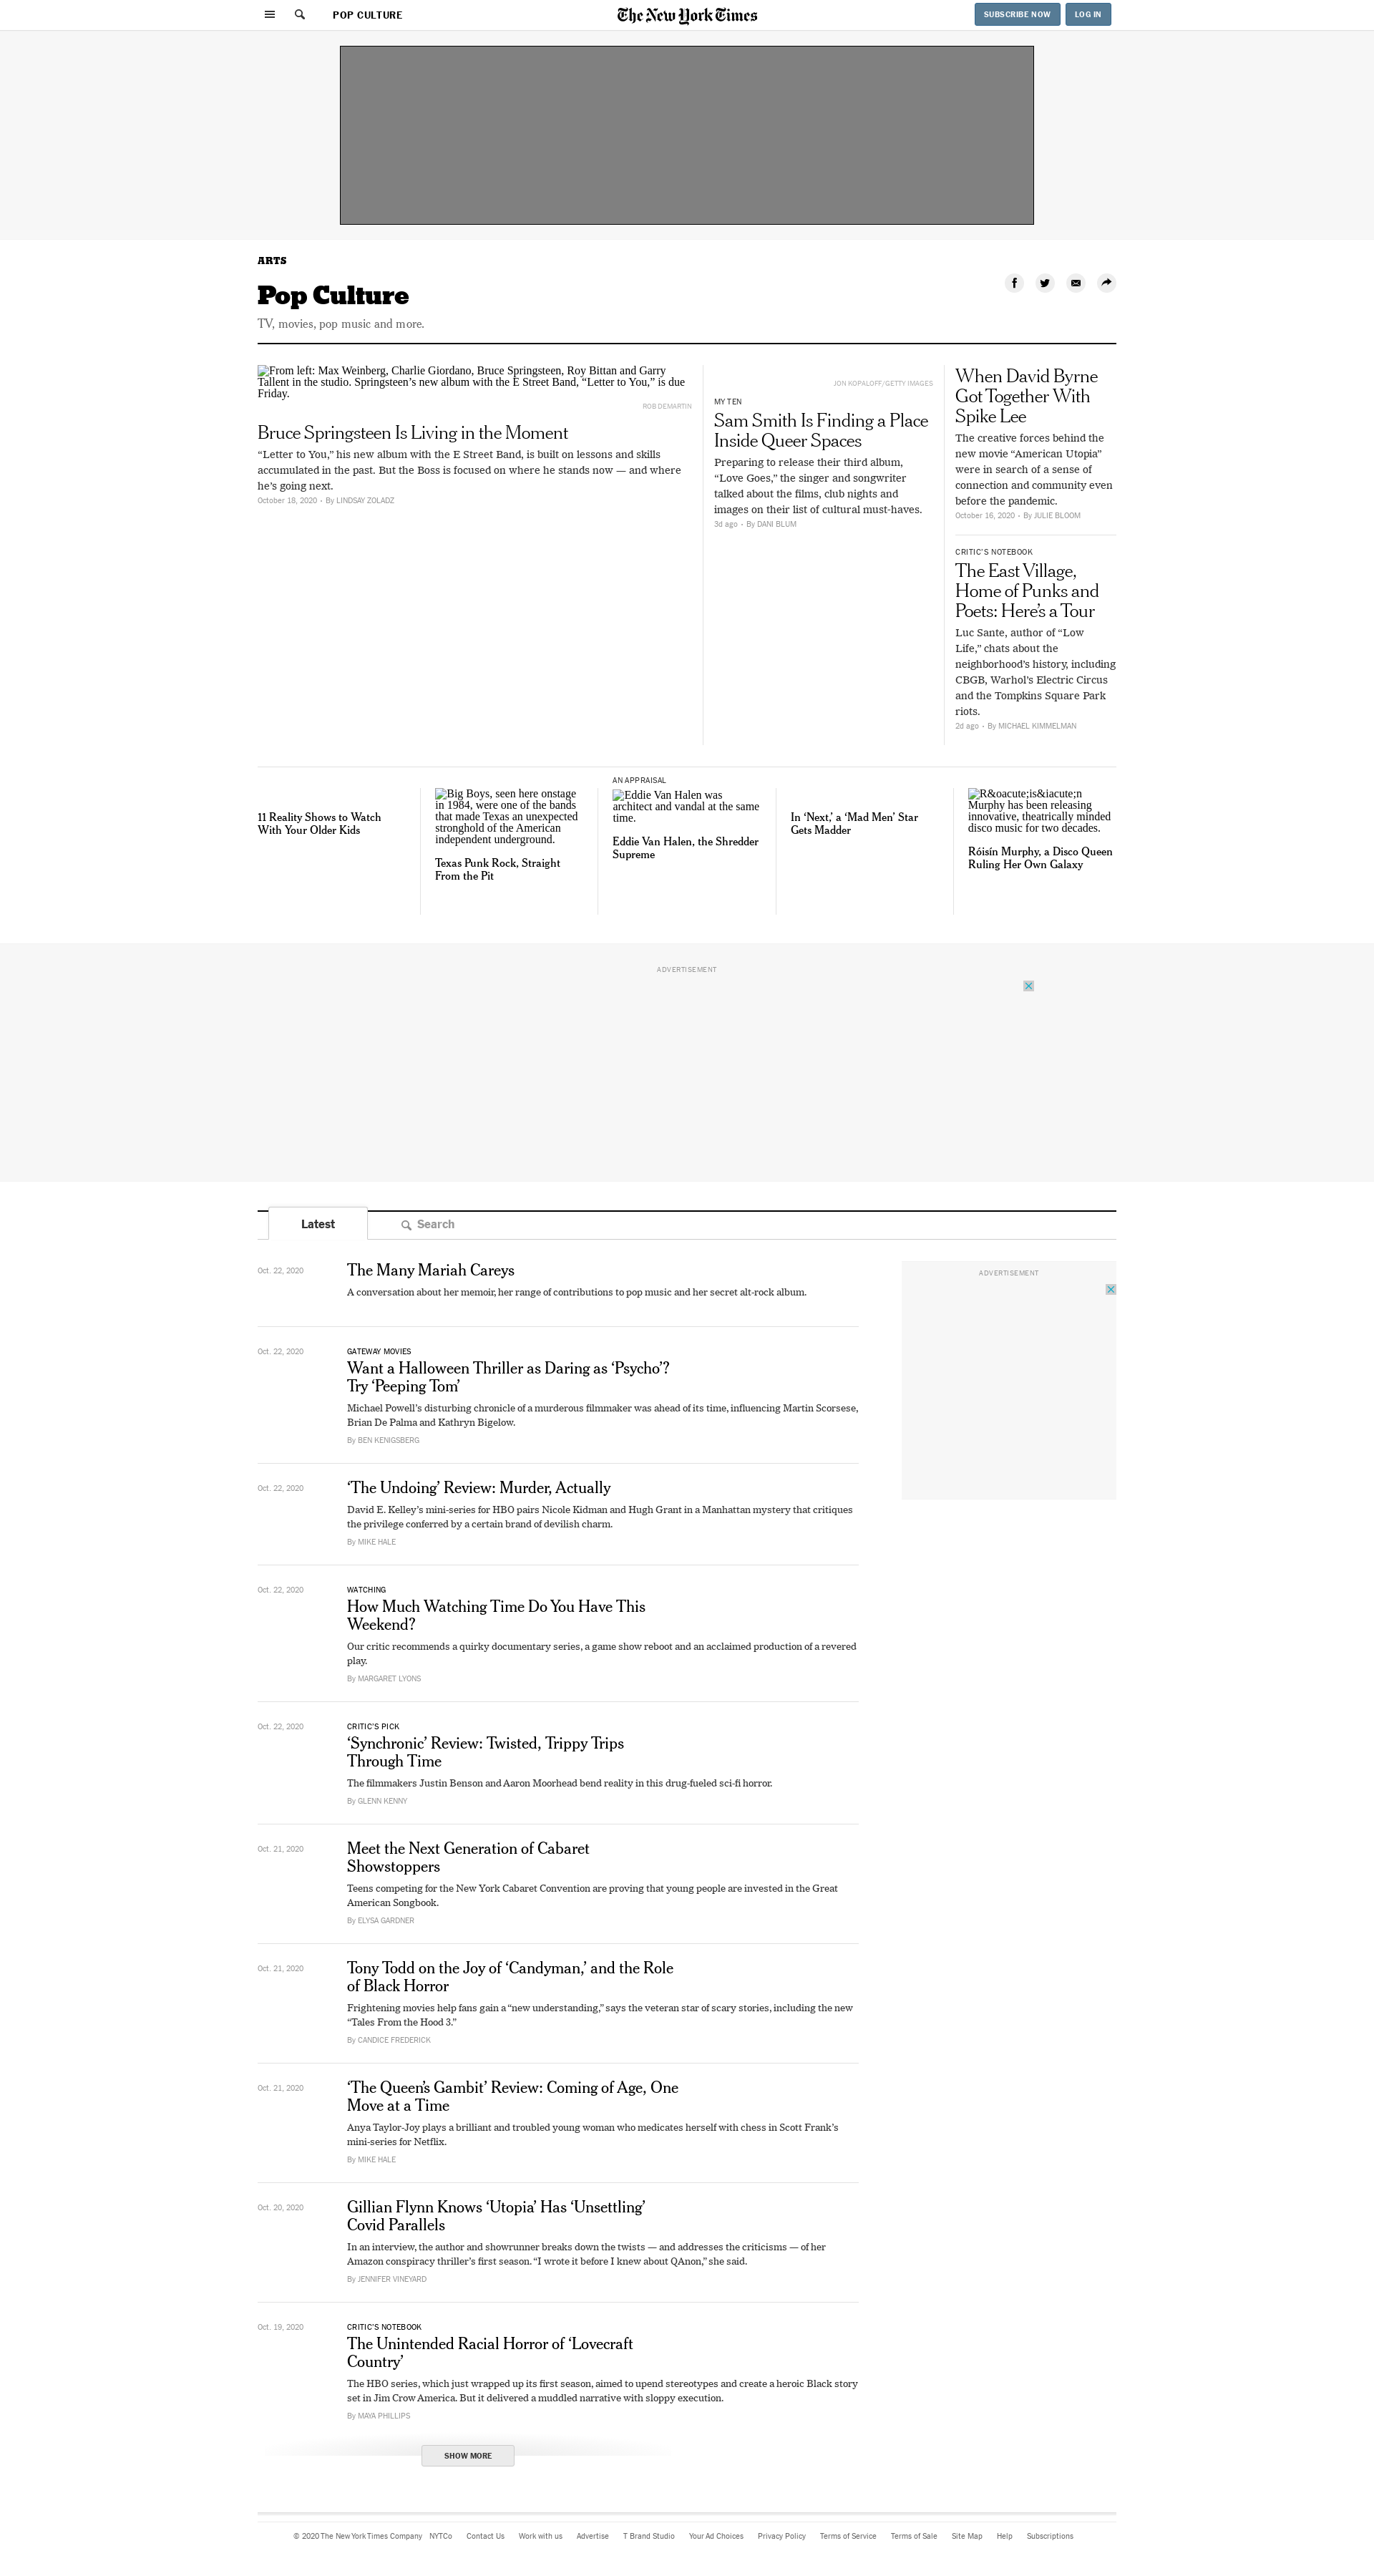 POP CULTURE
The New York Times
SUBSCRIBE NOW
LOG IN
ARTS
Pop Culture
TV, movies, pop music and more.
From left: Max Weinberg, Charlie Giordano, Bruce Springsteen, Roy Bittan and Garry
Tallent in the studio. Springsteen’s new album with the E Street Band, “Letter to You,” is due
Friday.
ROB DEMARTIN
Bruce Springsteen Is Living in the Moment
“Letter to You,” his new album with the E Street Band, is built on lessons and skills
accumulated in the past. But the Boss is focused on where he stands now — and where
he’s going next.
October 18, 2020 • By LINDSAY ZOLADZ
JON KOPALOFF/GETTY IMAGES
MY TEN
Sam Smith Is Finding a Place
Inside Queer Spaces
Preparing to release their third album,
“Love Goes,” the singer and songwriter
talked about the films, club nights and
images on their list of cultural must-haves.
3d ago • By DANI BLUM
When David Byrne
Got Together With
Spike Lee
The creative forces behind the
new movie “American Utopia”
were in search of a sense of
connection and community even
before the pandemic.
October 16, 2020 • By JULIE BLOOM
CRITIC’S NOTEBOOK
The East Village,
Home of Punks and
Poets: Here’s a Tour
Luc Sante, author of “Low
Life,” chats about the
neighborhood’s history, including
CBGB, Warhol’s Electric Circus
and the Tompkins Square Park
riots.
2d ago • By MICHAEL KIMMELMAN
11 Reality Shows to Watch
With Your Older Kids
Big Boys, seen here onstage
in 1984, were one of the bands
that made Texas an unexpected
stronghold of the American
independent underground.
Texas Punk Rock, Straight
From the Pit
AN APPRAISAL
Eddie Van Halen was
architect and vandal at the same
time.
Eddie Van Halen, the Shredder
Supreme
In ‘Next,’ a ‘Mad Men’ Star
Gets Madder
R&oacute;is&iacute;n
Murphy has been releasing
innovative, theatrically minded
disco music for two decades.
Róisín Murphy, a Disco Queen
Ruling Her Own Galaxy
ADVERTISEMENT
Latest
Search
Oct. 22, 2020
The Many Mariah Careys
A conversation about her memoir, her range of contributions to pop music and her secret alt-rock album.
ADVERTISEMENT
Oct. 22, 2020
GATEWAY MOVIES
Want a Halloween Thriller as Daring as ‘Psycho’?
Try ‘Peeping Tom’
Michael Powell’s disturbing chronicle of a murderous filmmaker was ahead of its time, influencing Martin Scorsese,
Brian De Palma and Kathryn Bigelow.
By BEN KENIGSBERG
Oct. 22, 2020
‘The Undoing’ Review: Murder, Actually
David E. Kelley’s mini-series for HBO pairs Nicole Kidman and Hugh Grant in a Manhattan mystery that critiques
the privilege conferred by a certain brand of devilish charm.
By MIKE HALE
Oct. 22, 2020
WATCHING
How Much Watching Time Do You Have This
Weekend?
Our critic recommends a quirky documentary series, a game show reboot and an acclaimed production of a revered
play.
By MARGARET LYONS
Oct. 22, 2020
CRITIC’S PICK
‘Synchronic’ Review: Twisted, Trippy Trips
Through Time
The filmmakers Justin Benson and Aaron Moorhead bend reality in this drug-fueled sci-fi horror.
By GLENN KENNY
Oct. 21, 2020
Meet the Next Generation of Cabaret
Showstoppers
Teens competing for the New York Cabaret Convention are proving that young people are invested in the Great
American Songbook.
By ELYSA GARDNER
Oct. 21, 2020
Tony Todd on the Joy of ‘Candyman,’ and the Role
of Black Horror
Frightening movies help fans gain a “new understanding,” says the veteran star of scary stories, including the new
“Tales From the Hood 3.”
By CANDICE FREDERICK
Oct. 21, 2020
‘The Queen’s Gambit’ Review: Coming of Age, One
Move at a Time
Anya Taylor-Joy plays a brilliant and troubled young woman who medicates herself with chess in Scott Frank’s
mini-series for Netflix.
By MIKE HALE
Oct. 20, 2020
Gillian Flynn Knows ‘Utopia’ Has ‘Unsettling’
Covid Parallels
In an interview, the author and showrunner breaks down the twists — and addresses the criticisms — of her
Amazon conspiracy thriller’s first season. “I wrote it before I knew about QAnon,” she said.
By JENNIFER VINEYARD
Oct. 19, 2020
CRITIC’S NOTEBOOK
The Unintended Racial Horror of ‘Lovecraft
Country’
The HBO series, which just wrapped up its first season, aimed to upend stereotypes and create a heroic Black story
set in Jim Crow America. But it delivered a muddled narrative with sloppy execution.
By MAYA PHILLIPS
SHOW MORE
© 2020 The New York Times Company NYTCo Contact Us Work with us Advertise T Brand Studio Your Ad Choices Privacy Policy Terms of Service Terms of Sale Site Map Help Subscriptions